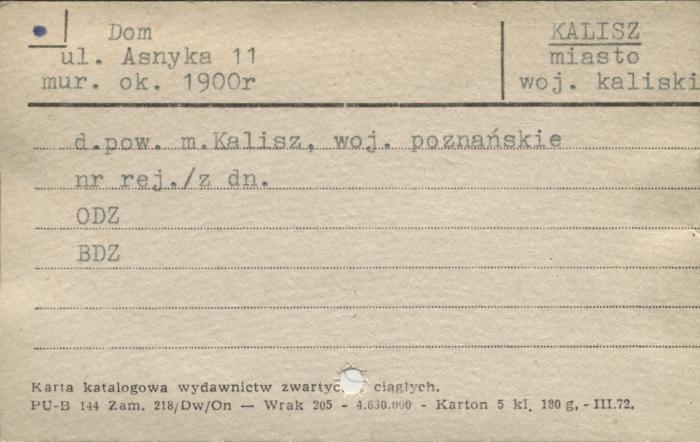 Dom
ul. Asnyka 11
mur. ok. 1900r
KALISZ
miasto
woj. kaliski
d.pow. m.Kalisz, woj. poznańskie
nr rej./z dn.
ODZ
BDZ
Karta katalogowa wydawnictw zwartyc ciągłych.
PU-B 144 Zam. 218/Dw/On — Wrak 205 - 4.630.000 - Karton 5 kl. 180 g. - III.72.